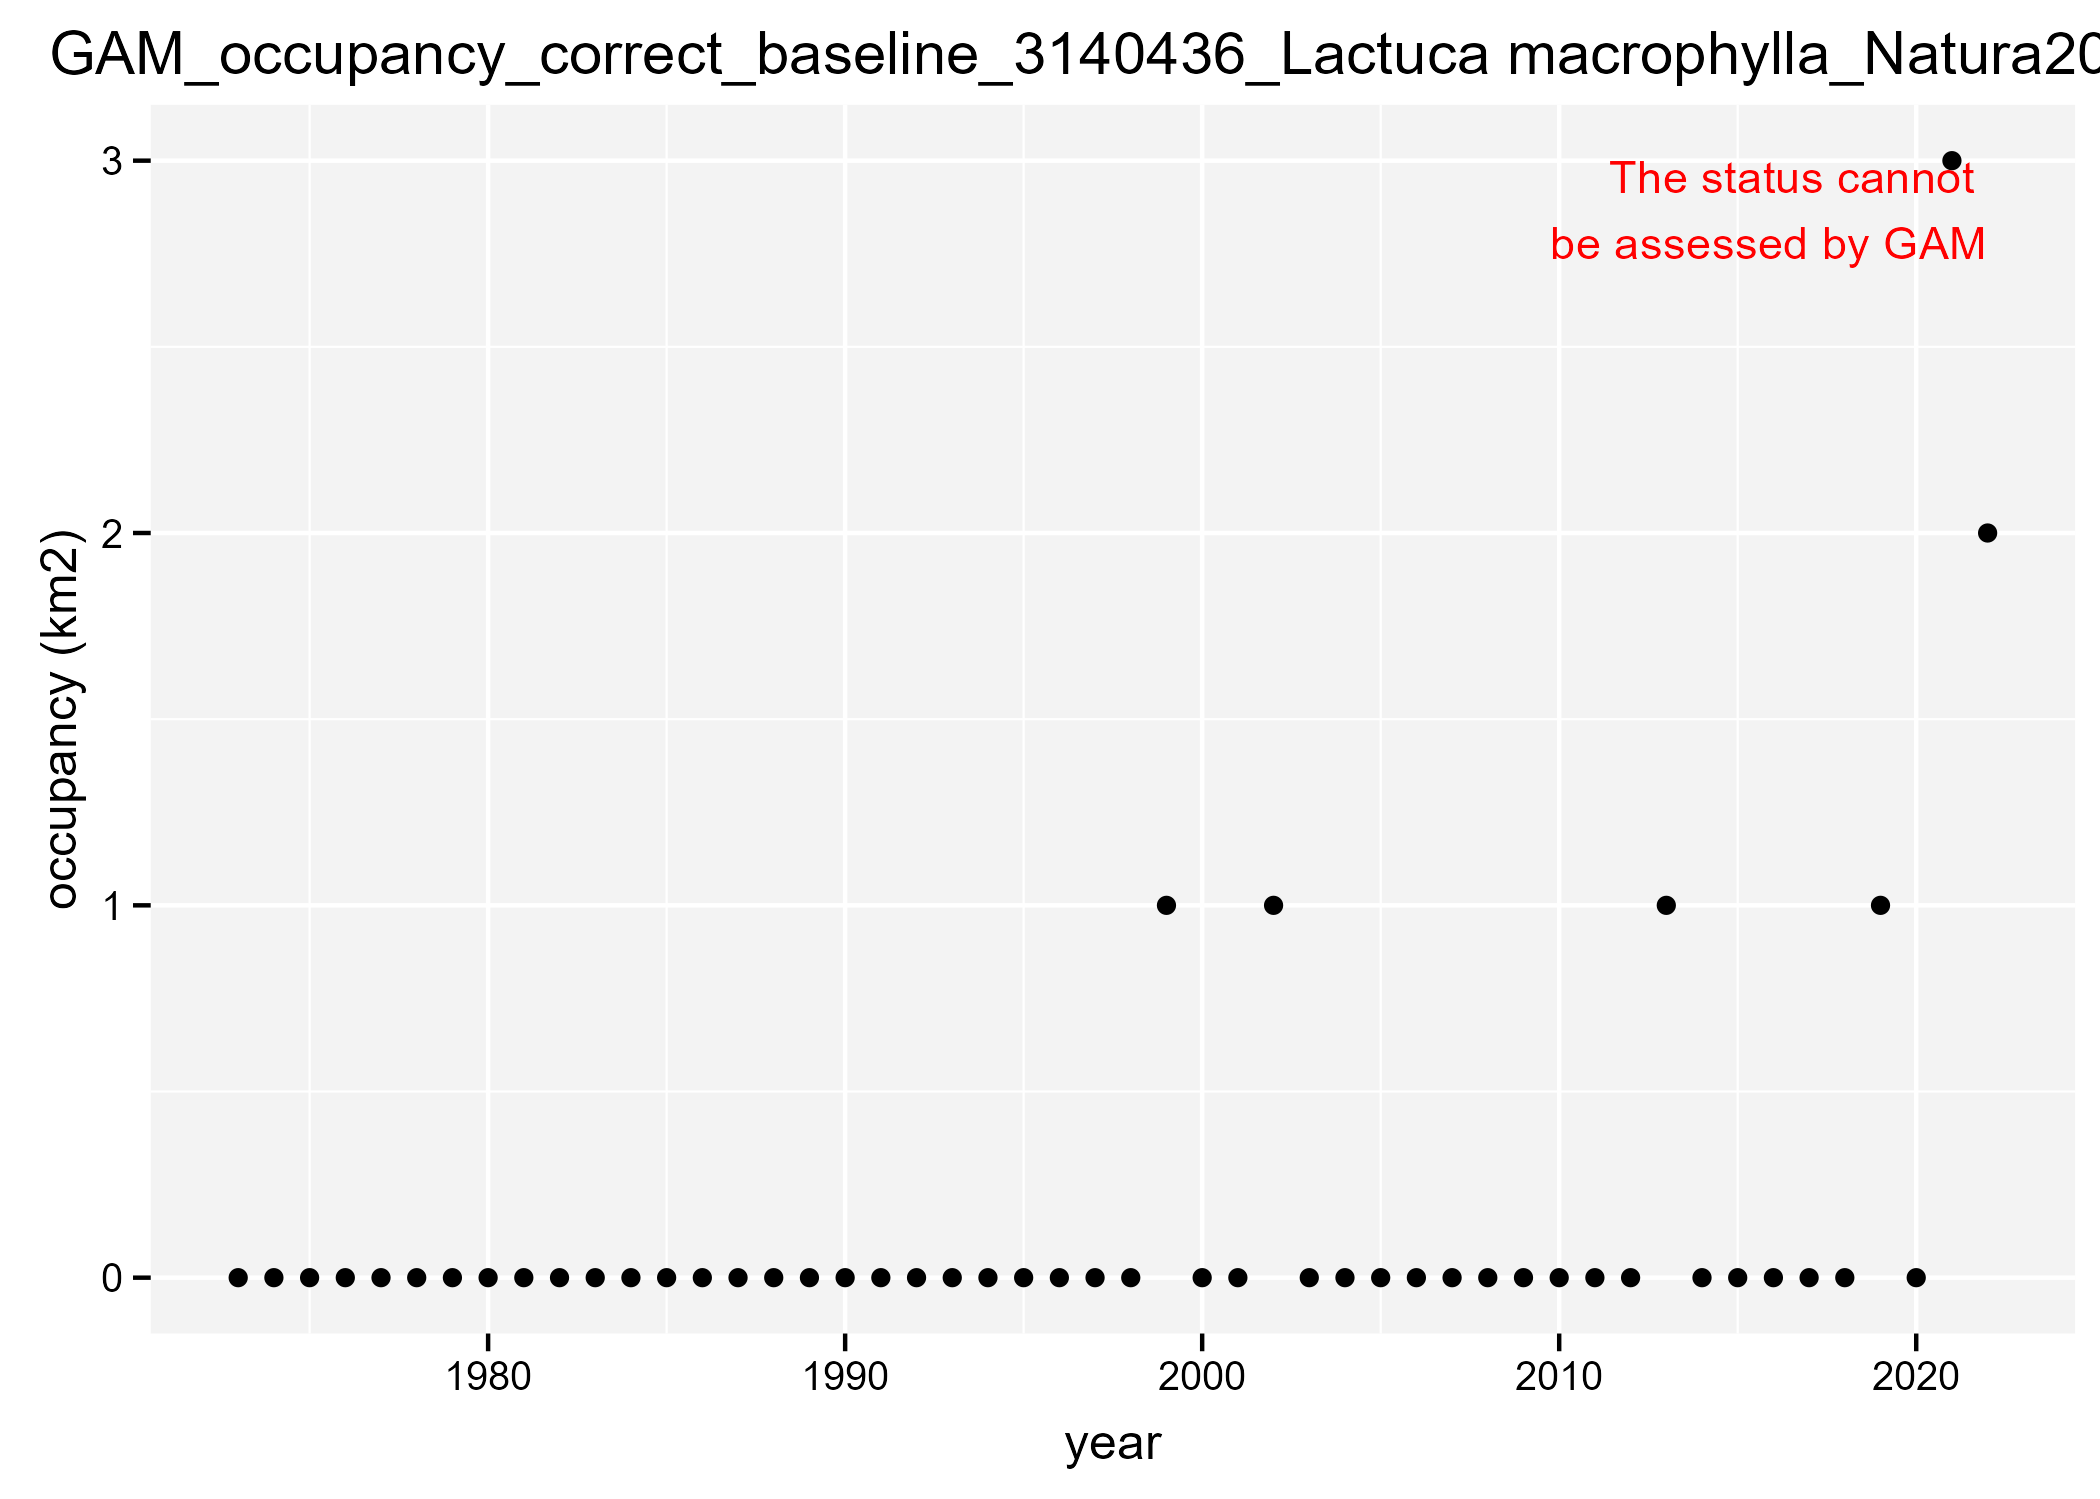 GAM_occupancy_correct_baseline_3140436_Lactuca macrophylla_Natura20
3
The status cannot
be assessed by GAM
2
occupancy (km2)
1
0
1980 1990 2000 2010 2020
year